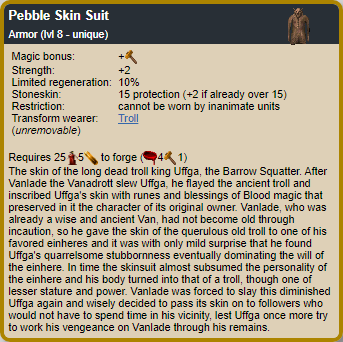 Pebble Skin Suit
Armor (lvl 8 - unique)
Magic bonus: +
Strength: +2
Limited regeneration: 10%
Stoneskin: 15 protection (+2 if already over 15)
Restriction: cannot be worn by inanimate units
Transform wearer: Troll
(unremovable)
Requires 25 5 to forge ( 4 1)
The skin of the long dead troll king Uffga, the Barrow Squatter. After
Vanlade the Vanadrott slew Uffga, he flayed the ancient troll and
inscribed Uffga's skin with runes and blessings of Blood magic that
preserved in it the character of its original owner. Vanlade, who was
already a wise and ancient Van, had not become old through
incaution, so he gave the skin of the querulous old troll to one of his
favored einheres and it was with only mild surprise that he found
Uffga's quarrelsome stubbornness eventually dominating the will of
the einhere. In time the skinsuit almost subsumed the personality of
the einhere and his body turned into that of a troll, though one of
lesser stature and power. Vanlade was forced to slay this diminished
Uffga again and wisely decided to pass its skin on to followers who
would not have to spend time in his vicinity, lest Uffga once more try
to work his vengeance on Vanlade through his remains.